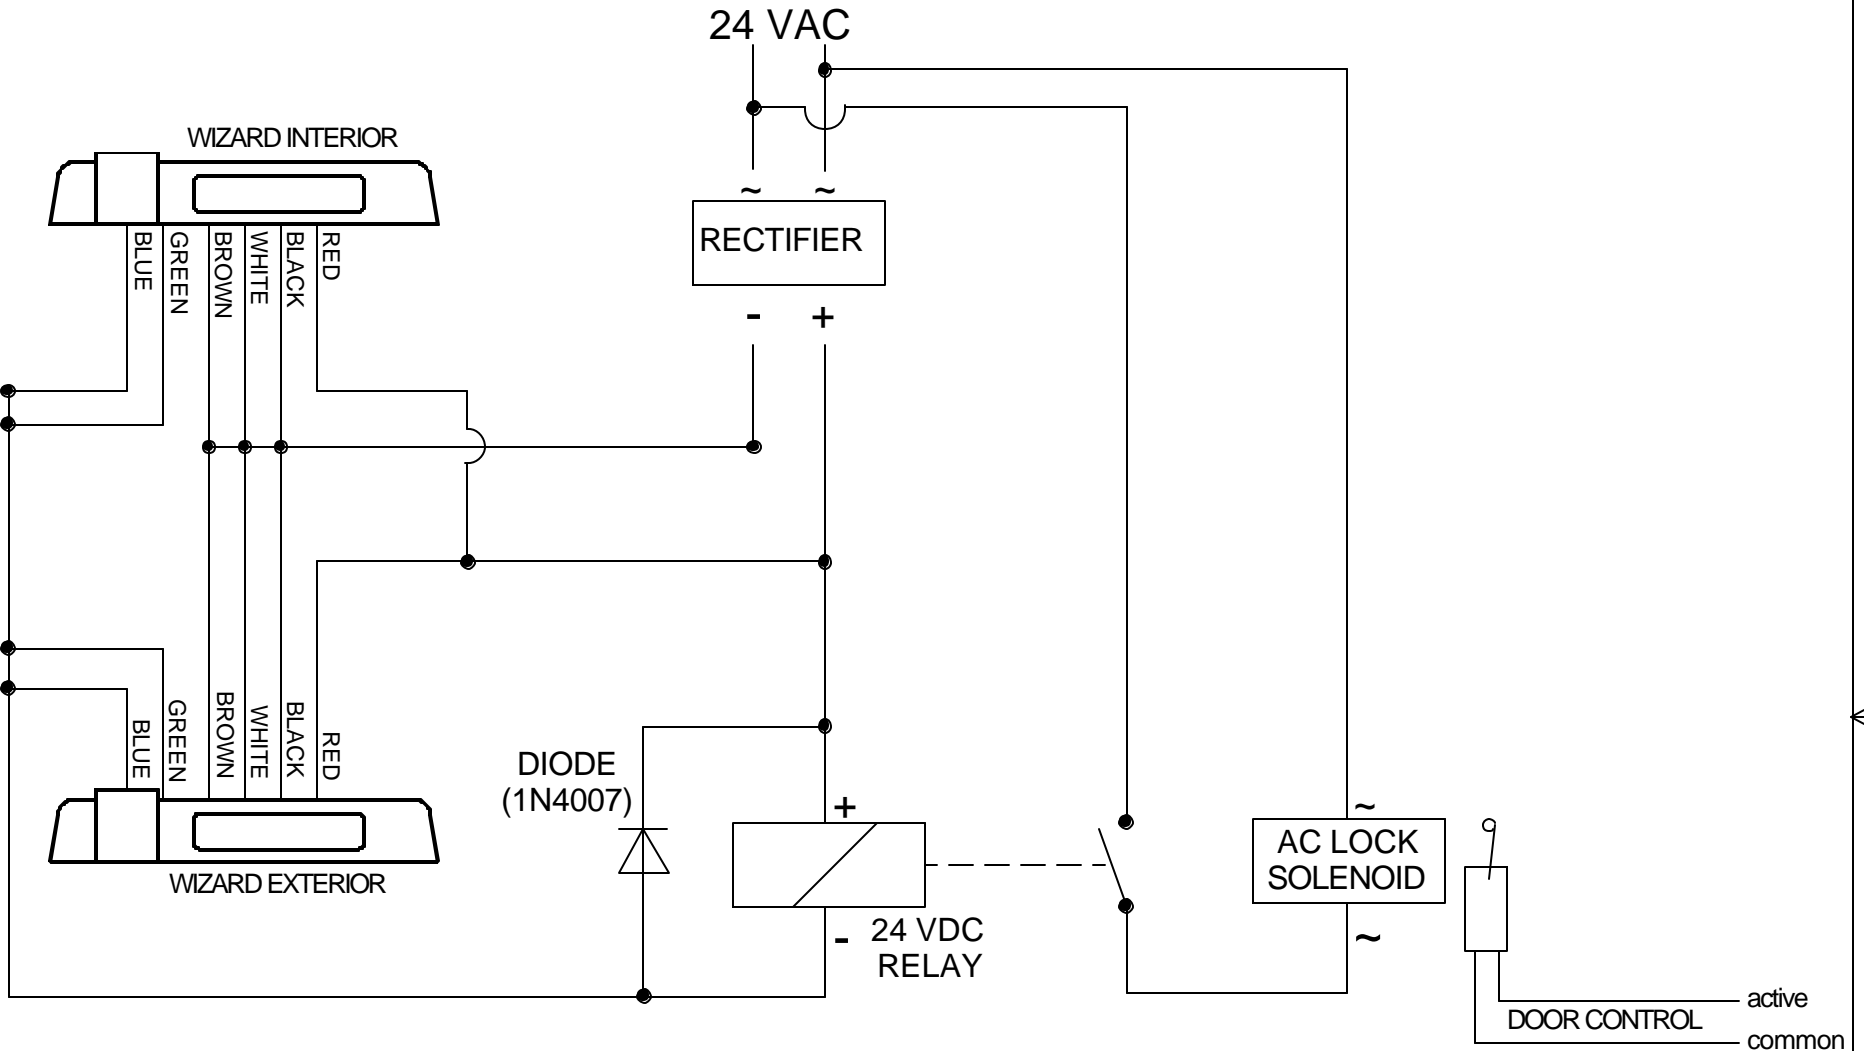 24 VAC
WIZARD INTERIOR
~ ~
RECTIFIER
- +
BLUE
GREEN
BROWN
WHITE
BLACK
RED
BLUE
GREEN
BROWN
WHITE
BLACK
RED
WIZARD EXTERIOR
DIODE
(1N4007)
+
-
24 VDC
RELAY
~
AC LOCK
SOLENOID
~
active
DOOR CONTROL
common